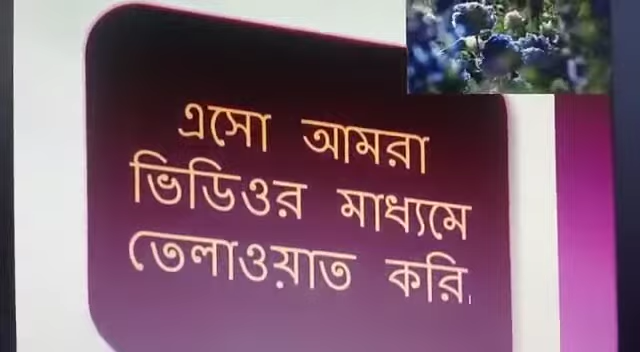 এসো আমরা
ভিডিওর মাধ্যমে
তেলাওয়াত করি।